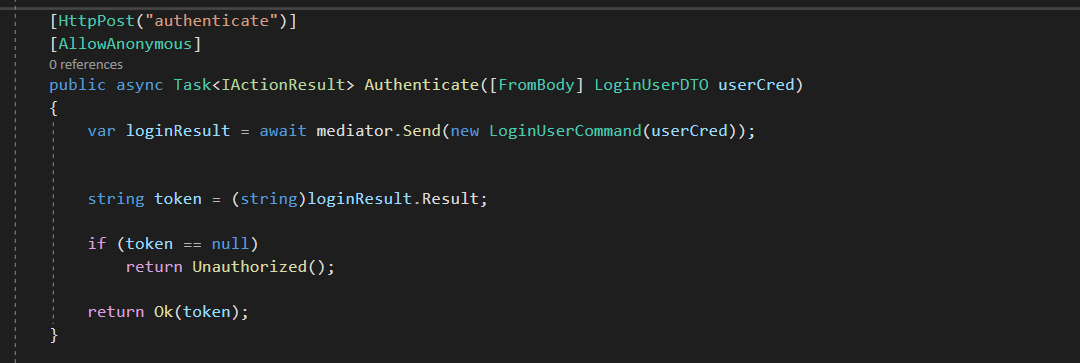 [HttpPost("authenticate")]
[AllowAnonymous]
0 references
public async Task<IActionResult> Authenticate([FromBody] LoginUserDTO userCred)
{
var loginResult = await mediator.Send(new LoginUserCommand(userCred));
string token = (string)loginResult.Result;
if (token == null)
return Unauthorized();
return Ok(token);
}